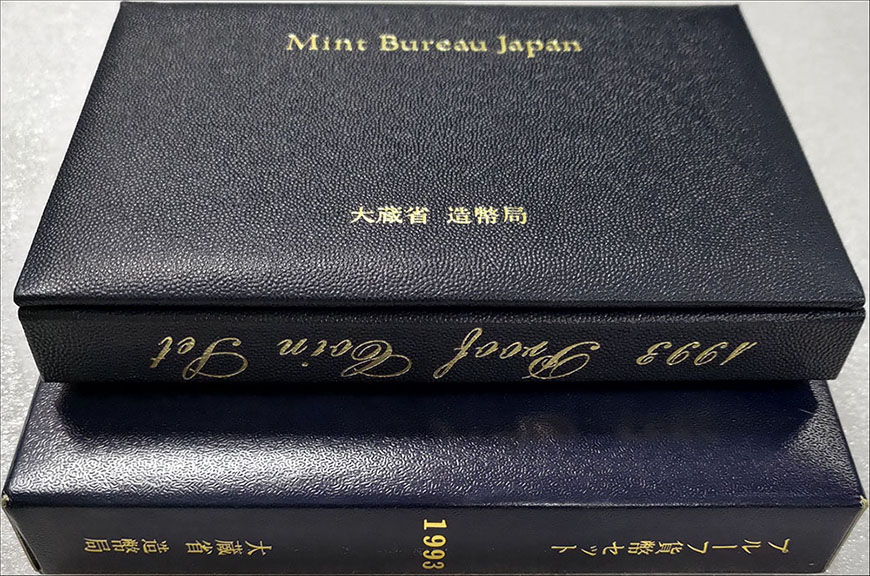 Mint Bureau Japan
大蔵省 造幣局
1993 Proof Coin Set
プルーフ貨幣セット 1993 大蔵省 造幣局